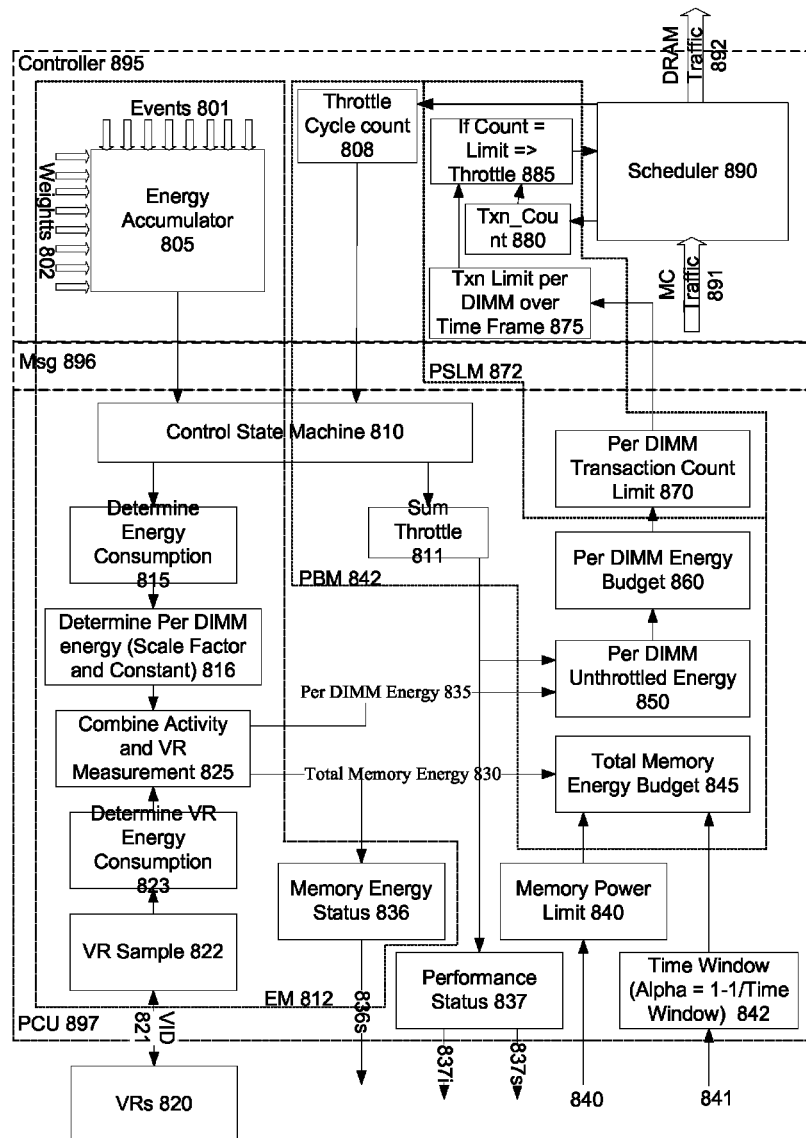 DRAM
Traffic
892
Controller 895
Events 801
Weightts 802
Energy
Accumulator
805
Throttle
Cycle count
808
If Count =
Limit =>
Throttle 885
Scheduler 890
Txn_Cou
nt 880
Txn Limit per
DIMM over
Time Frame 875
MC
Traffic
891
Msg 896
PSLM 872
Control State Machine 810
Per DIMM
Transaction Count
Limit 870
Determine
Energy
Consumption
815
Sum
Throttle
811
PBM 842
Per DIMM Energy
Budget 860
Determine Per DIMM
energy (Scale Factor
and Constant) 816
Per DIMM
Unthrottled Energy
850
Per DIMM Energy 835
Combine Activity
and VR
Measurement 825
Total Memory Energy 830
Total Memory
Energy Budget 845
Determine VR
Energy
Consumption
823
Memory Energy
Status 836
Memory Power
Limit 840
VR Sample 822
EM 812
Performance
Status 837
Time Window
(Alpha = 1-1/Time
Window) 842
PCU 897
VID
821
836s
837i
837s
840
841
VRs 820